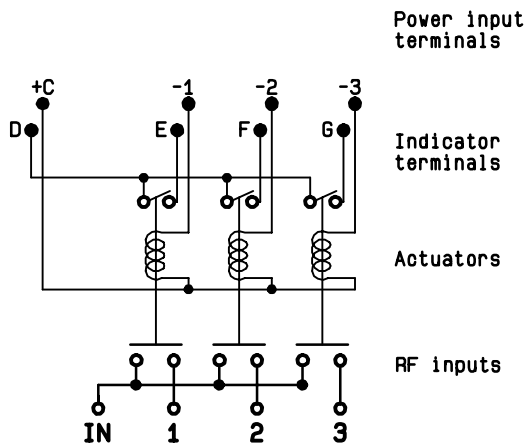 Power input
terminals
+C -1 -2 -3
D E F G
Indicator
terminals
Actuators
RF inputs
IN 1 2 3